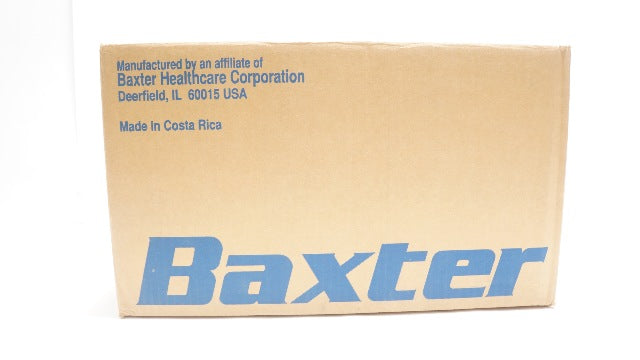 Manufactured by an affiliate of
Baxter Healthcare Corporation
Deerfield, IL 60015 USA
Made in Costa Rica
Baxter